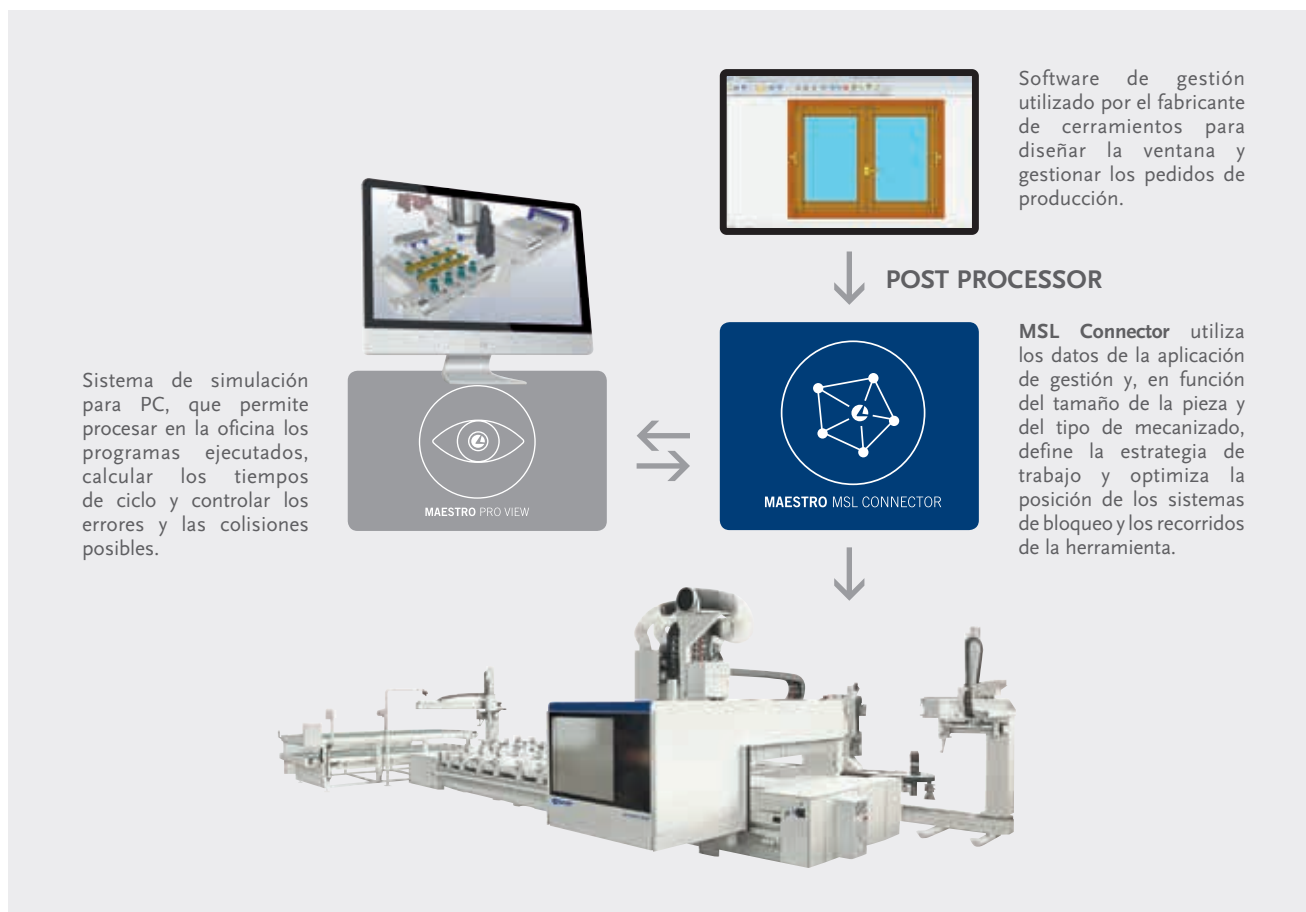 Software de gestión
utilizado por el fabricante
de cerramientos para
diseñar la ventana y
gestionar los pedidos de
producción.
POST PROCESSOR
MSL Connector utiliza
los datos de la aplicación
de gestión y, en función
del tamaño de la pieza y
del tipo de mecanizado,
define la estrategia de
trabajo y optimiza la
posición de los sistemas
de bloqueo y los recorridos
de la herramienta.
MAESTRO MSL CONNECTOR
Sistema de simulación
para PC, que permite
procesar en la oficina los
programas ejecutados,
calcular los tiempos
de ciclo y controlar los
errores y las colisiones
posibles.
MAESTRO PRO VIEW